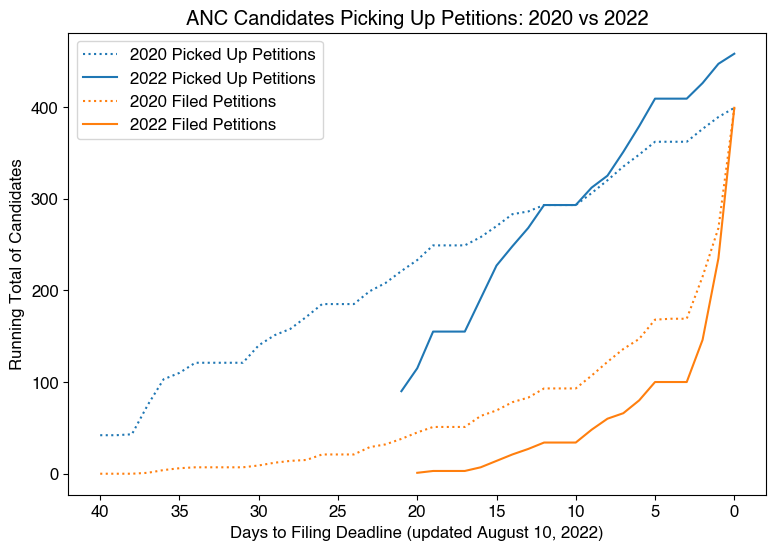 ANC Candidates Picking Up Petitions: 2020 vs 2022
2020 Picked Up Petitions
2022 Picked Up Petitions
2020 Filed Petitions
2022 Filed Petitions
Running Total of Candidates
400
300
200
100
0
40 35 30 25 20 15 10 5 0
Days to Filing Deadline (updated August 10, 2022)